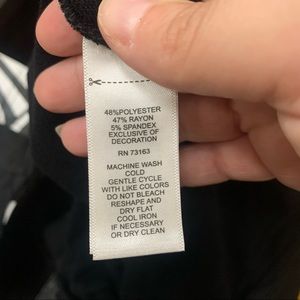 48%POLYESTER
47% RAYON
5% SPANDEX
EXCLUSIVE OF
DECORATION
RN 73163
MACHINE WASH
COLD
GENTLE CYCLE
WITH LIKE COLORS
DO NOT BLEACH
RESHAPE AND
DRY FLAT
COOL IRON
IF NECESSARY
OR DRY CLEAN